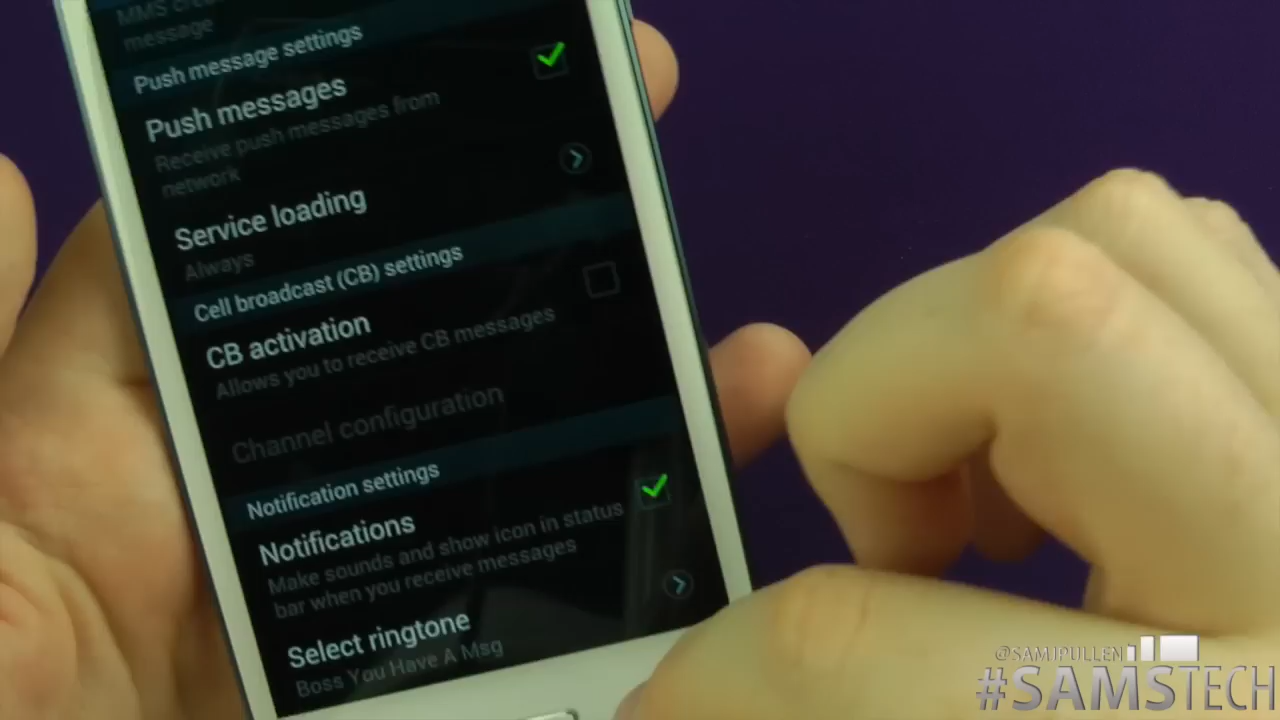 MMS
message
Push message settings
Push messages
Receive push messages from
network
Service loading
Always
Cell broadcast (CB) settings
CB activation
Allows you to receive CB messages
Channel configuration
Notification settings
Notifications
Make sounds and show icon in status
bar when you receive messages
Select ringtone
Boss You Have A Msg
@SAMJPULLEN
#SAMSTECH